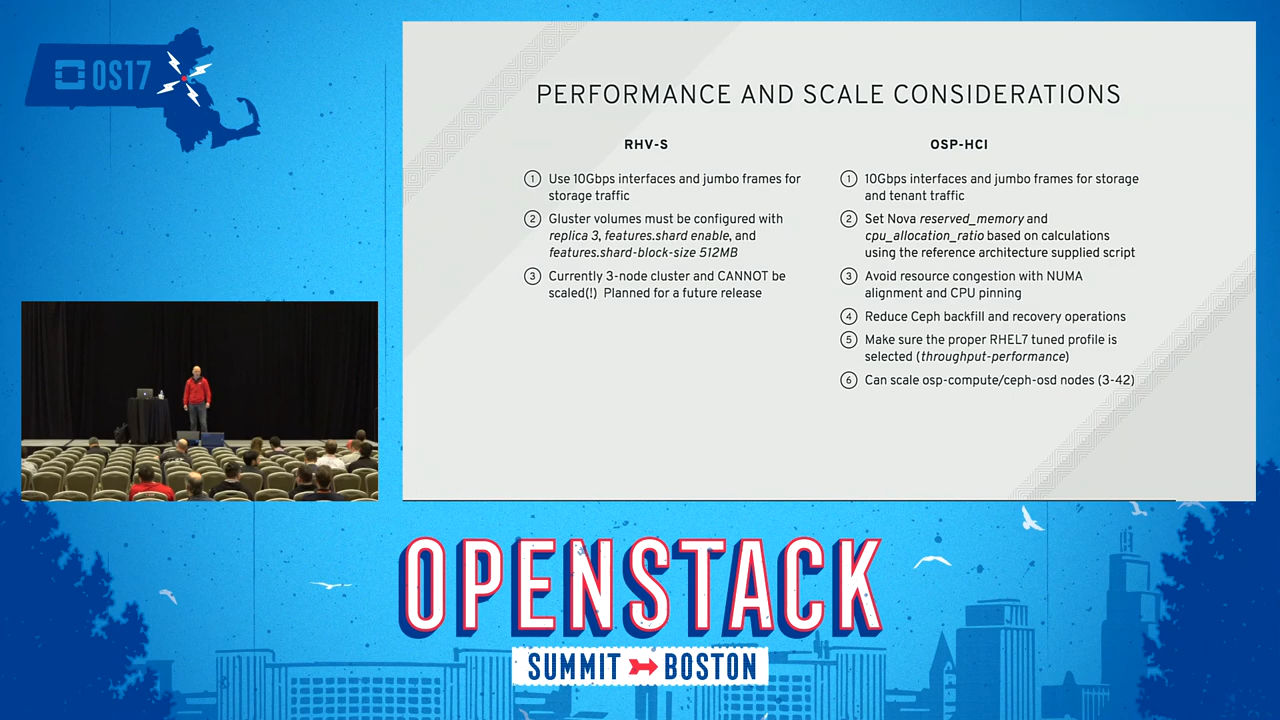 OS17
PERFORMANCE AND SCALE CONSIDERATIONS
RHV-S
1 Use 10Gbps interfaces and jumbo frames for
storage traffic
2 Gluster volumes must be configured with
replica 3, features.shard enable, and
features.shard-block-size 512MB
3 Currently 3-node cluster and CANNOT be
scaled(!) Planned for a future release
OSP-HCI
1 10Gbps interfaces and jumbo frames for storage
and tenant traffic
2 Set Nova reserved_memory and
cpu_allocation_ratio based on calculations
using the reference architecture supplied script
3 Avoid resource congestion with NUMA
alignment and CPU pinning
4 Reduce Ceph backfill and recovery operations
5 Make sure the proper RHEL7 tuned profile is
selected (throughput-performance)
6 Can scale osp-compute/ceph-osd nodes (3-42)
OPENSTACK
SUMMIT BOSTON